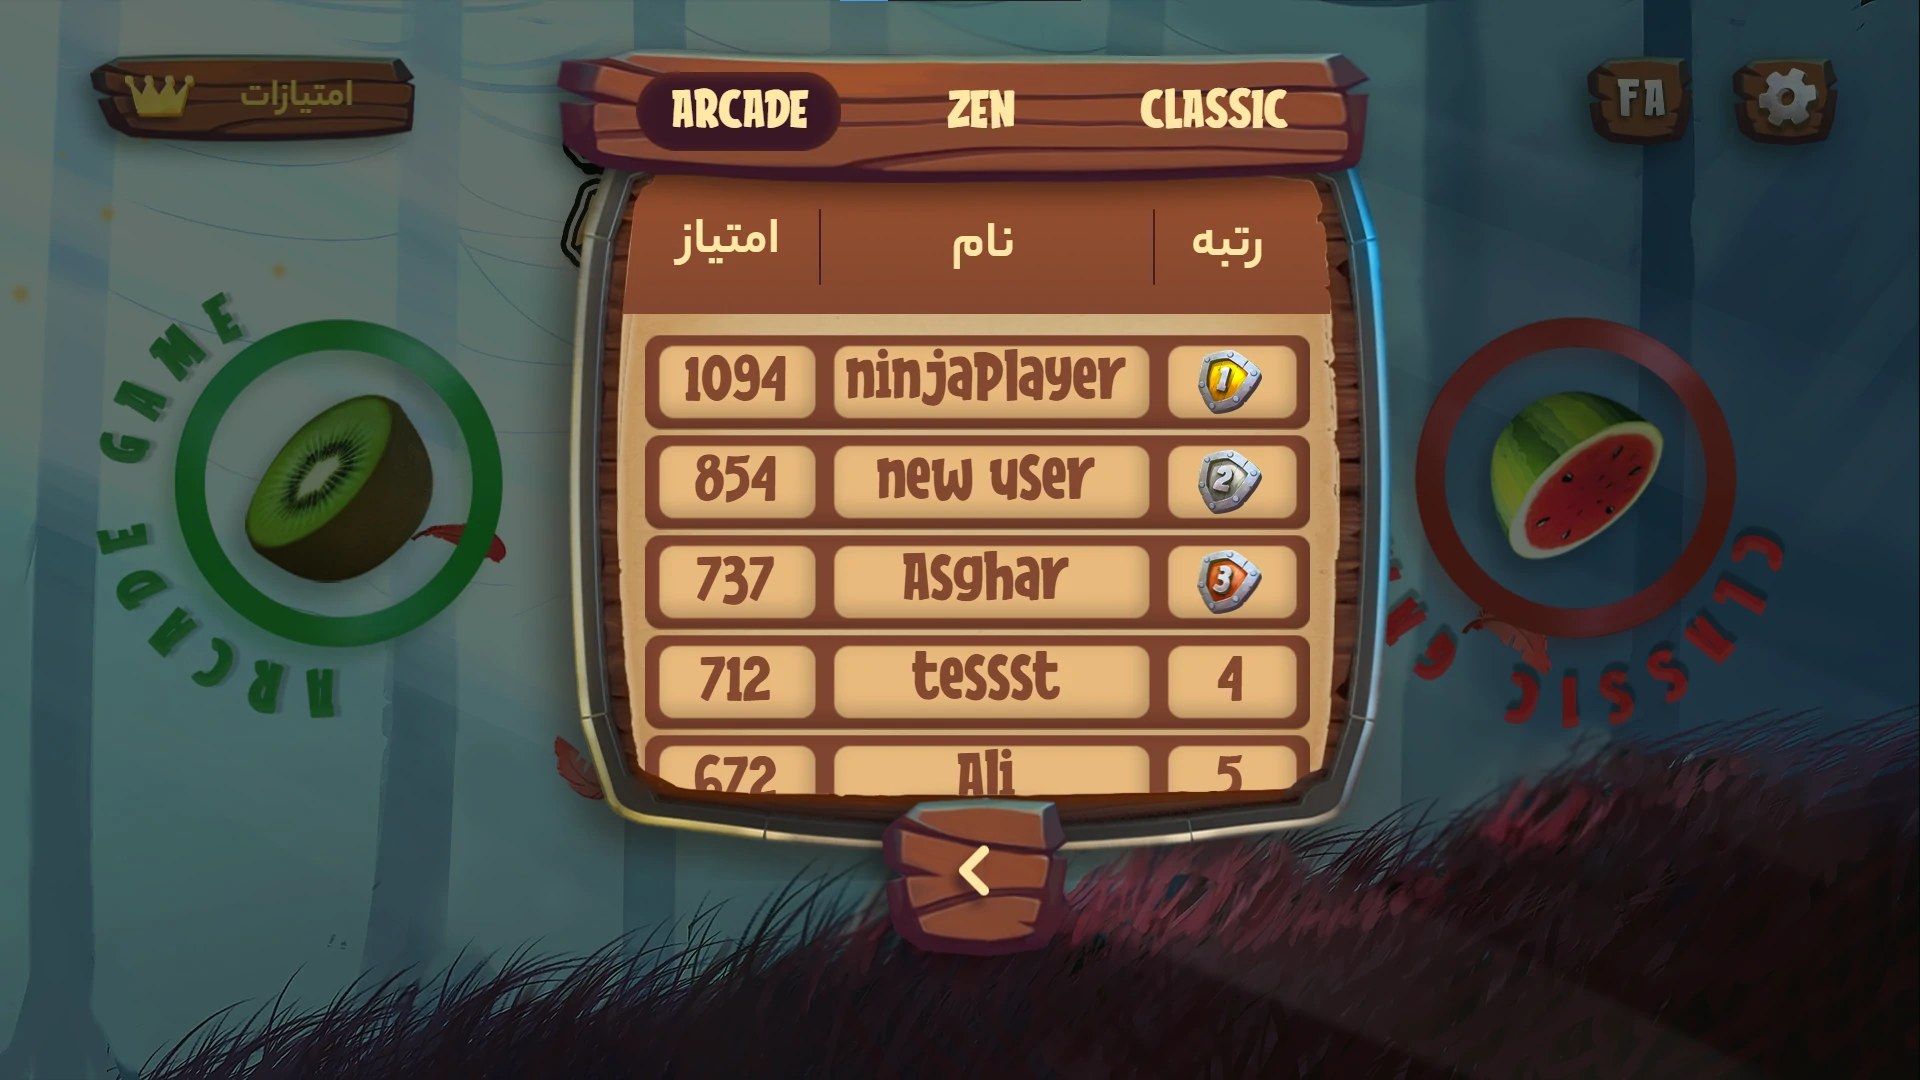 امتیازات
ARCADE ZEN CLASSIC
FA
رتبه نام امتیاز
1094 ninjaPlayer 1
854 new user 2
737 Asghar 3
712 tessst 4
672 Ali 5
ARCADE GAME
CLASSIC GA